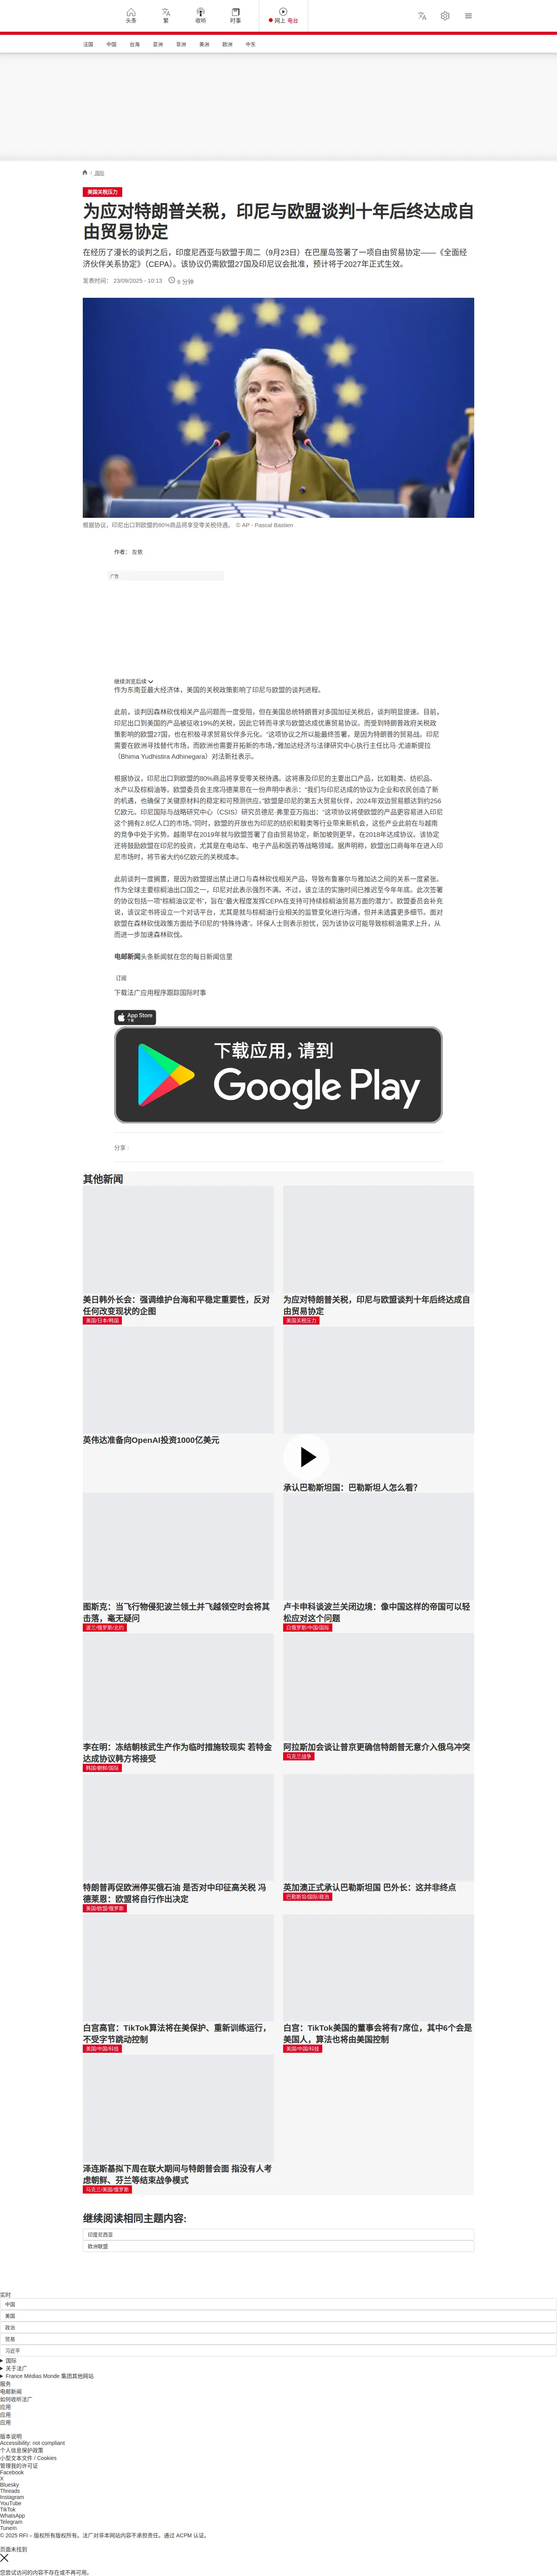 头条
繁
收听
时事
网上 电台
法国
中国
台海
亚洲
非洲
美洲
欧洲
中东
/ 国际
美国关税压力
为应对特朗普关税，印尼与欧盟谈判十年后终达成自
由贸易协定
在经历了漫长的谈判之后，印度尼西亚与欧盟于周二（9月23日）在巴厘岛签署了一项自由贸易协定——《全面经
济伙伴关系协定》（CEPA）。该协议仍需欧盟27国及印尼议会批准，预计将于2027年正式生效。
发表时间： 23/09/2025 - 10:13 6 分钟
根据协议，印尼出口到欧盟的80%商品将享受零关税待遇。 © AP - Pascal Bastien
作者： 左依
广告
继续浏览后续
作为东南亚最大经济体，美国的关税政策影响了印尼与欧盟的谈判进程。
此前，谈判因森林砍伐相关产品问题而一度受阻，但在美国总统特朗普对多国加征关税后，谈判明显提速。目前，
印尼出口到美国的产品被征收19%的关税，因此它转而寻求与欧盟达成优惠贸易协议。而受到特朗普政府关税政
策影响的欧盟27国，也在积极寻求贸易伙伴多元化。“这项协议之所以能最终签署，是因为特朗普的贸易战。印尼
需要在欧洲寻找替代市场，而欧洲也需要开拓新的市场，”雅加达经济与法律研究中心执行主任比马·尤迪斯提拉
（Bhima Yudhistira Adhinegara）对法新社表示。
根据协议，印尼出口到欧盟的80%商品将享受零关税待遇。这将惠及印尼的主要出口产品，比如鞋类、纺织品、
水产以及棕榈油等。欧盟委员会主席冯德莱恩在一份声明中表示：“我们与印尼达成的协议为企业和农民创造了新
的机遇，也确保了关键原材料的稳定和可预测供应。”欧盟是印尼的第五大贸易伙伴，2024年双边贸易额达到约256
亿欧元。印尼国际与战略研究中心（CSIS）研究员德尼·弗里亚万指出：“这项协议将使欧盟的产品更容易进入印尼
这个拥有2.8亿人口的市场。”同时，欧盟的开放也为印尼的纺织和鞋类等行业带来新机会，这些产业此前在与越南
的竞争中处于劣势。越南早在2019年就与欧盟签署了自由贸易协定，新加坡则更早，在2018年达成协议。该协定
还将鼓励欧盟在印尼的投资，尤其是在电动车、电子产品和医药等战略领域。据声明称，欧盟出口商每年在进入印
尼市场时，将节省大约6亿欧元的关税成本。
此前谈判一度搁置，是因为欧盟提出禁止进口与森林砍伐相关产品，导致布鲁塞尔与雅加达之间的关系一度紧张。
作为全球主要棕榈油出口国之一，印尼对此表示强烈不满。不过，该立法的实施时间已推迟至今年年底。此次签署
的协议包括一项“棕榈油议定书”，旨在“最大程度发挥CEPA在支持可持续棕榈油贸易方面的潜力”。欧盟委员会补充
说，该议定书将设立一个对话平台，尤其是就与棕榈油行业相关的监管变化进行沟通，但并未透露更多细节。面对
欧盟在森林砍伐政策方面给予印尼的“特殊待遇”。环保人士则表示担忧，因为该协议可能导致棕榈油需求上升，从
而进一步加速森林砍伐。
电邮新闻头条新闻就在您的每日新闻信里
订阅
下载法广应用程序跟踪国际时事
App Store
下载
下载应用，请到
Google Play
分享 :
其他新闻
美日韩外长会：强调维护台海和平稳定重要性，反对
任何改变现状的企图
美国/日本/韩国
为应对特朗普关税，印尼与欧盟谈判十年后终达成自
由贸易协定
美国关税压力
英伟达准备向OpenAI投资1000亿美元
承认巴勒斯坦国：巴勒斯坦人怎么看？
图斯克：当飞行物侵犯波兰领土并飞越领空时会将其
击落，毫无疑问
波兰/俄罗斯/北约
卢卡申科谈波兰关闭边境：像中国这样的帝国可以轻
松应对这个问题
白俄罗斯/中国/国际
李在明：冻结朝核武生产作为临时措施较现实 若特金
达成协议韩方将接受
韩国/朝鲜/国际
阿拉斯加会谈让普京更确信特朗普无意介入俄乌冲突
乌克兰战争
特朗普再促欧洲停买俄石油 是否对中印征高关税 冯
德莱恩：欧盟将自行作出决定
美国/欧盟/俄罗斯
英加澳正式承认巴勒斯坦国 巴外长：这并非终点
巴勒斯坦/国际/政治
白宫高官：TikTok算法将在美保护、重新训练运行，
不受字节跳动控制
美国/中国/科技
白宫：TikTok美国的董事会将有7席位，其中6个会是
美国人，算法也将由美国控制
美国/中国/科技
泽连斯基拟下周在联大期间与特朗普会面 指没有人考
虑朝鲜、芬兰等结束战争模式
乌克兰/美国/俄罗斯
继续阅读相同主题内容:
印度尼西亚
欧洲联盟
实时
中国
美国
政治
贸易
习近平
国际
关于法广
France Médias Monde 集团其他网站
服务
电邮新闻
如何收听法广
应用
应用
应用
版本说明
Accessibility: not compliant
个人信息保护政策
小型文本文件 / Cookies
管理我的许可证
Facebook
X
Bluesky
Threads
Instagram
YouTube
TikTok
WhatsApp
Telegram
TuneIn
© 2025 RFI – 版权所有版权所有。法广对非本网站内容不承担责任。通过 ACPM 认证。
页面未找到
您尝试访问的内容不存在或不再可用。